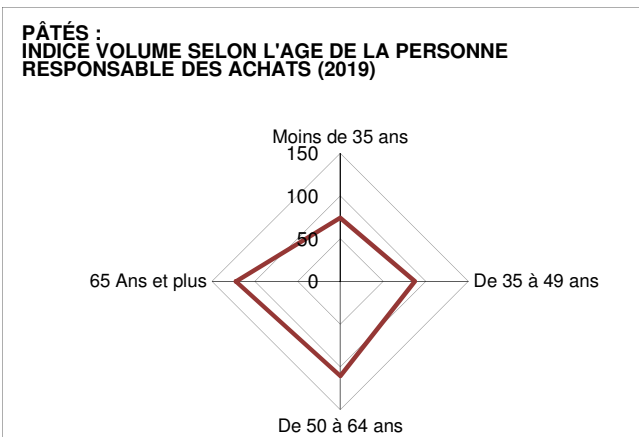 PÂTÉS :
INDICE VOLUME SELON L'AGE DE LA PERSONNE
RESPONSABLE DES ACHATS (2019)
Moins de 35 ans
150
100
50
0
65 Ans et plus
De 35 à 49 ans
De 50 à 64 ans